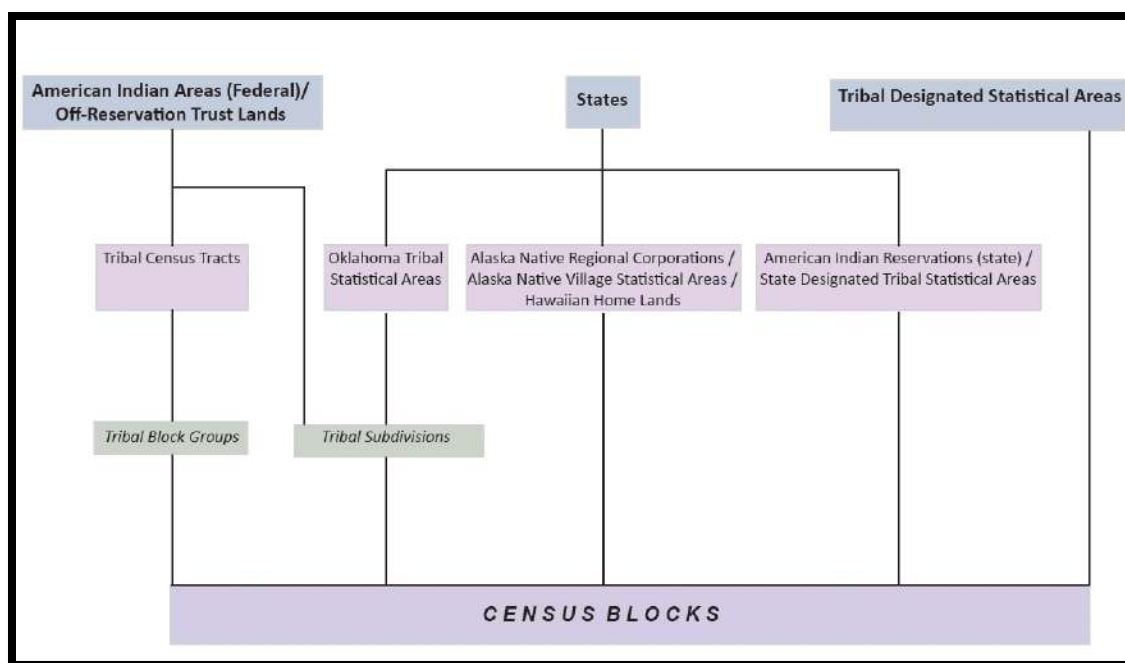 American Indian Areas (Federal)/
Off-Reservation Trust Lands
States
Tribal Designated Statistical Areas
Tribal Census Tracts
Oklahoma Tribal
Statistical Areas
Alaska Native Regional Corporations /
Alaska Native Village Statistical Areas /
Hawaiian Home Lands
American Indian Reservations (state) /
State Designated Tribal Statistical Areas
Tribal Block Groups
Tribal Subdivisions
CENSUS BLOCKS